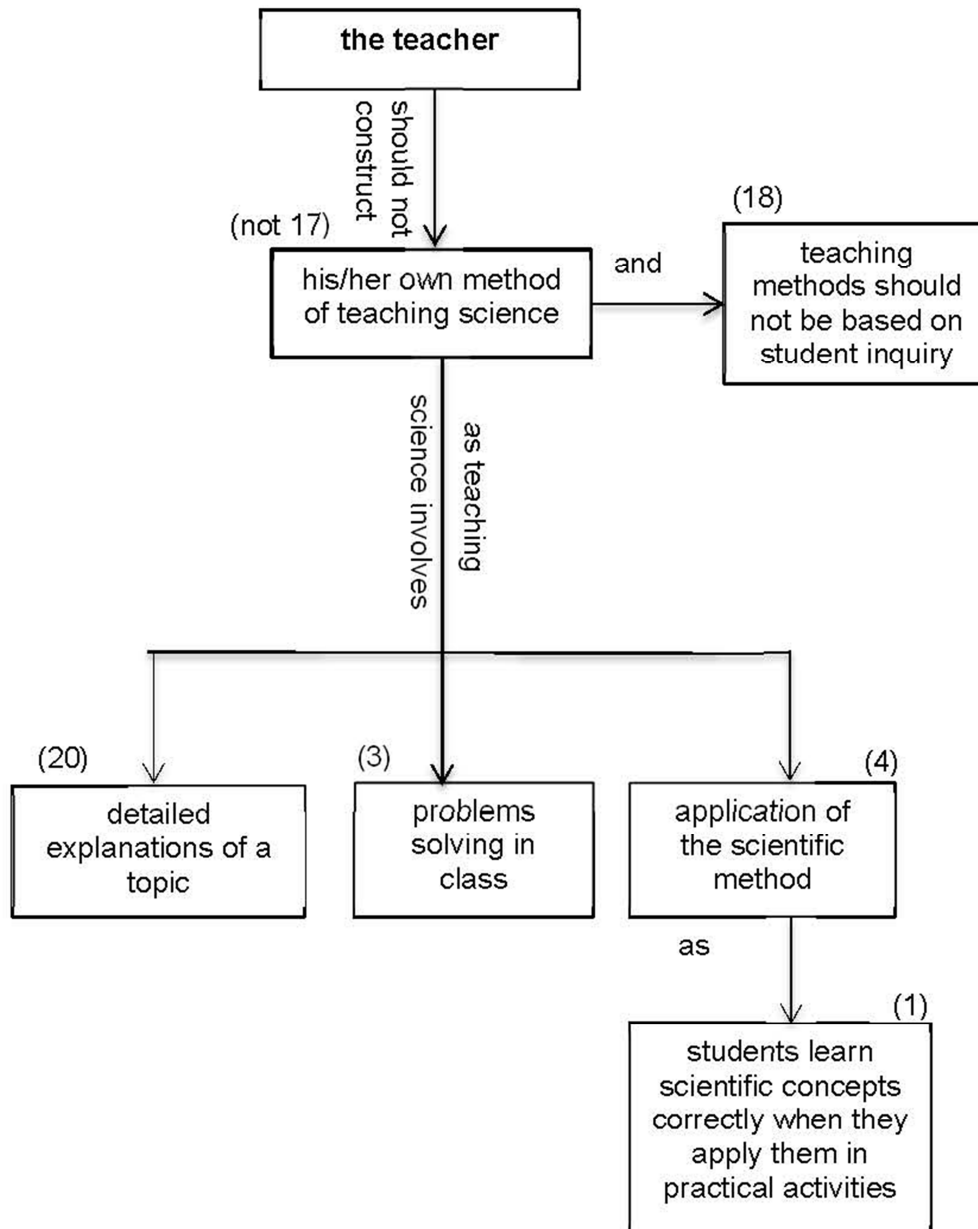 the teacher
should not
construct
(not 17)
his/her own method
of teaching science
and
(18)
teaching
methods should
not be based on
student inquiry
as teaching
science involves
(20)
detailed
explanations of a
topic
(3)
problems
solving in
class
(4)
application of
the scientific
method
as
(1)
students learn
scientific concepts
correctly when they
apply them in
practical activities